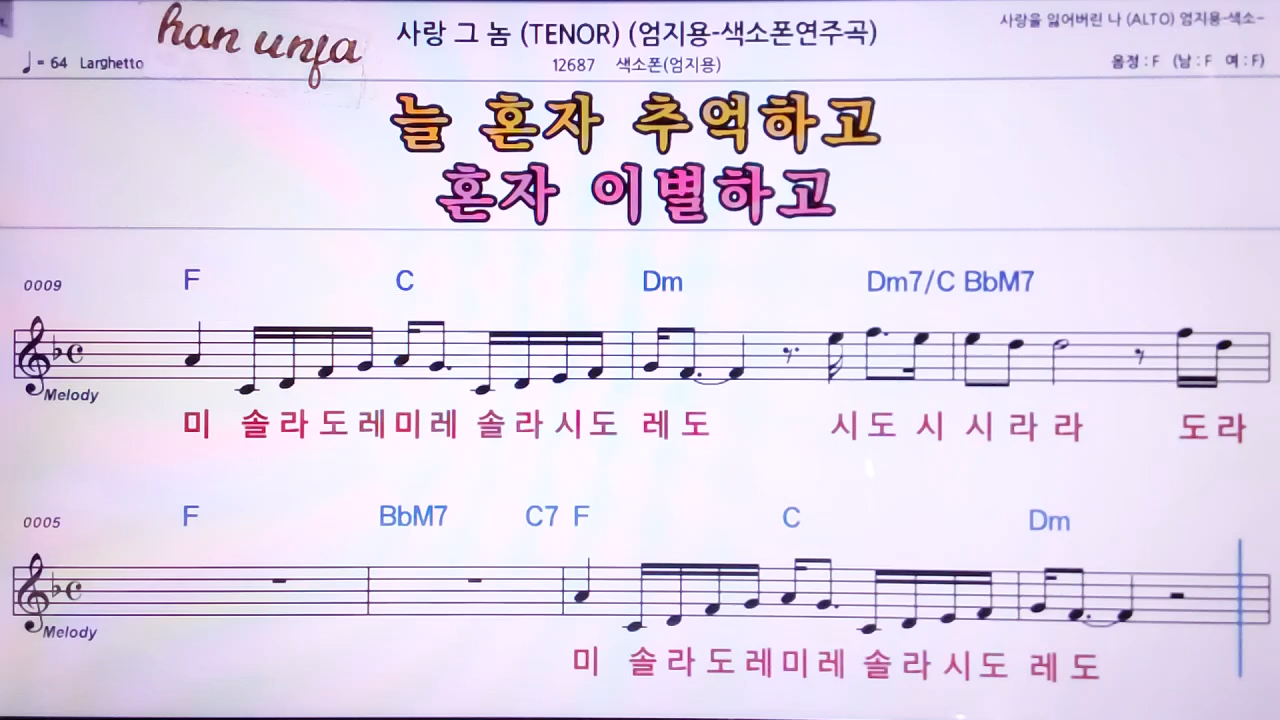 han unfa
사랑 그 놈 (TENOR) (엄지용-색소폰연주곡)
사랑을 잃어버린 나 (ALTO) 엄지용-색소-
♩= 64 Larghetto
12687 색소폰(엄지용)
음정 : F (남 : F 여 : F)
늘 혼자 추억하고
혼자 이별하고
0009 F C Dm Dm7/C BbM7
Melody
미 솔 라 도 레 미 레 솔 라 시 도 레 도 시 도 시 시 라 라 도 라
0005 F BbM7 C7 F C Dm
Melody
미 솔 라 도 레 미 레 솔 라 시 도 레 도